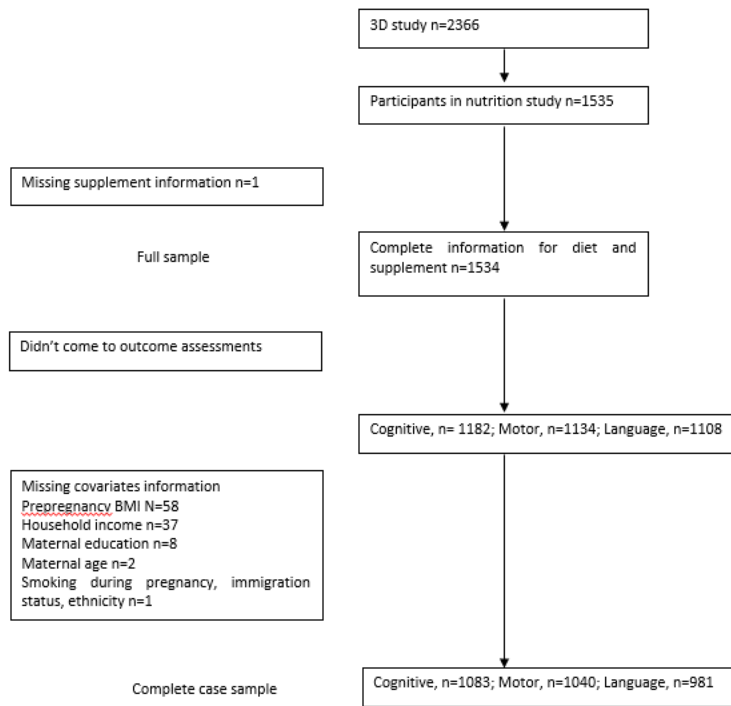 3D study n=2366
Participants in nutrition study n=1535
Missing supplement information n=1
Full sample
Complete information for diet and
supplement n=1534
Didn’t come to outcome assessments
Cognitive, n= 1182; Motor, n=1134; Language, n=1108
Missing covariates information
Prepregnancy BMI N=58
Household income n=37
Maternal education n=8
Maternal age n=2
Smoking during pregnancy, immigration
status, ethnicity n=1
Complete case sample
Cognitive, n=1083; Motor, n=1040; Language, n=981